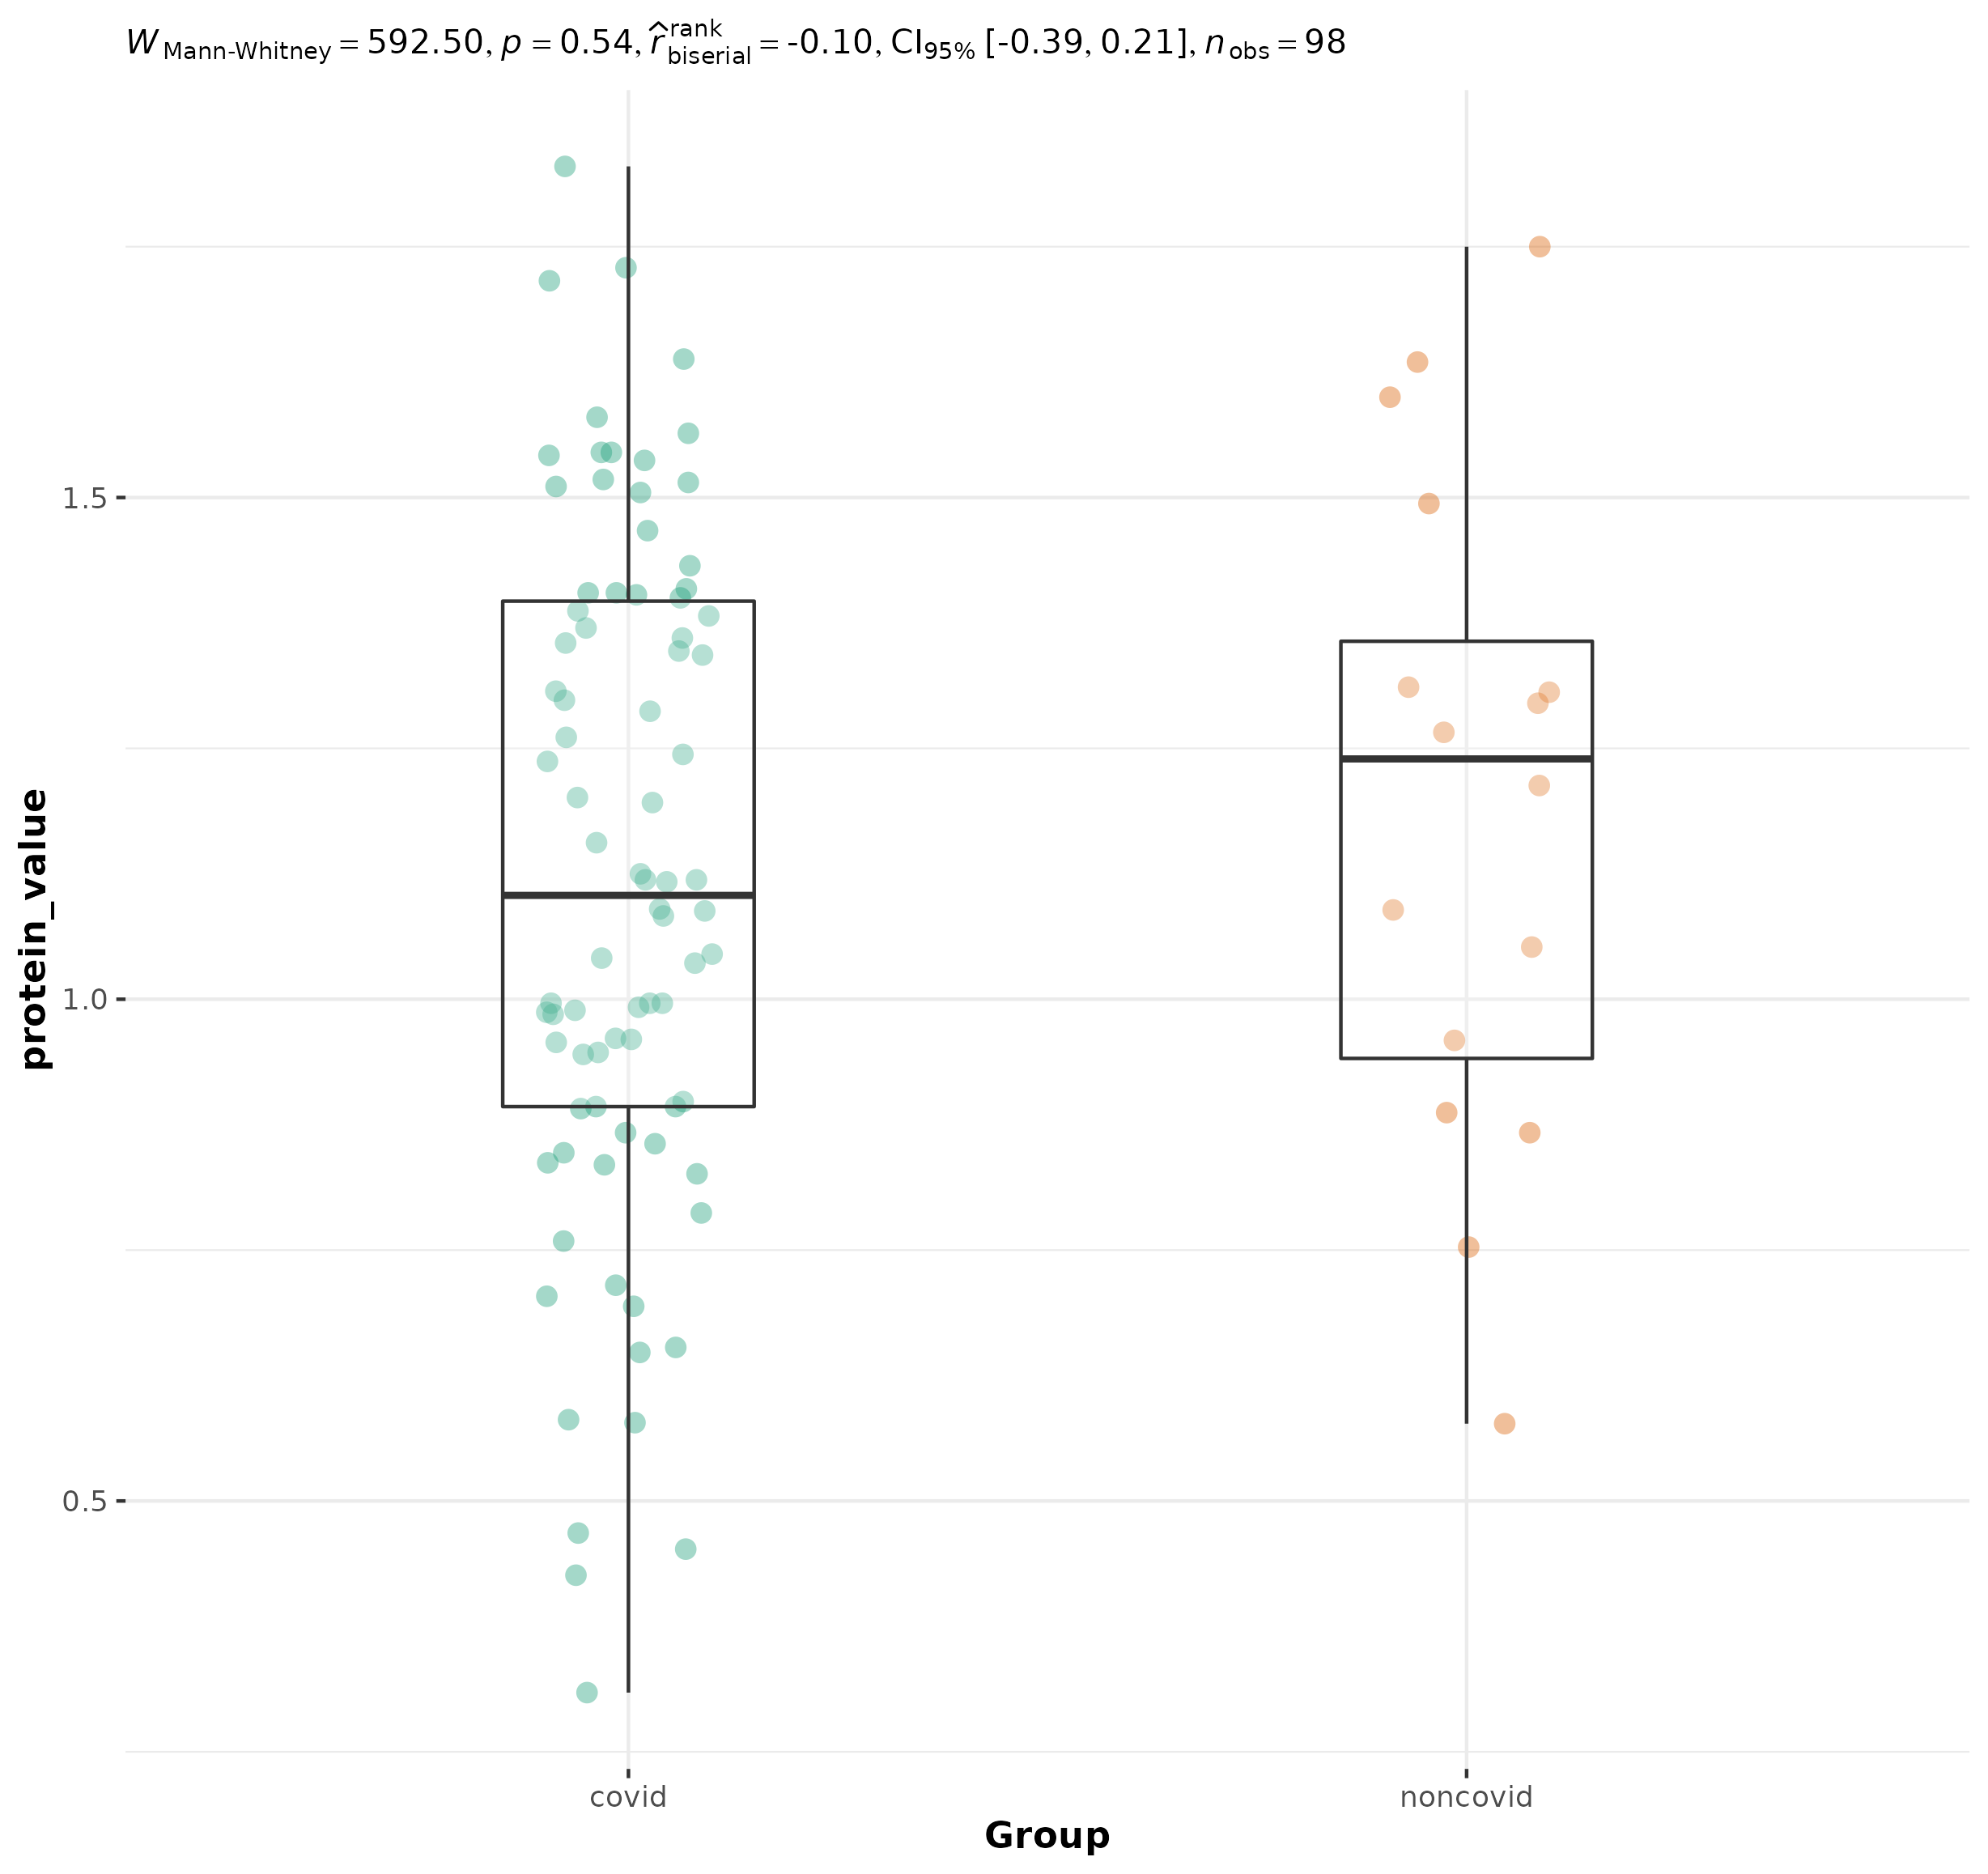 W Mann-Whitney = 592.50, p = 0.54, r̂ rank biserial = -0.10, CI95% [-0.39, 0.21], n obs = 98
protein_value
1.5
1.0
0.5
covid noncovid
Group